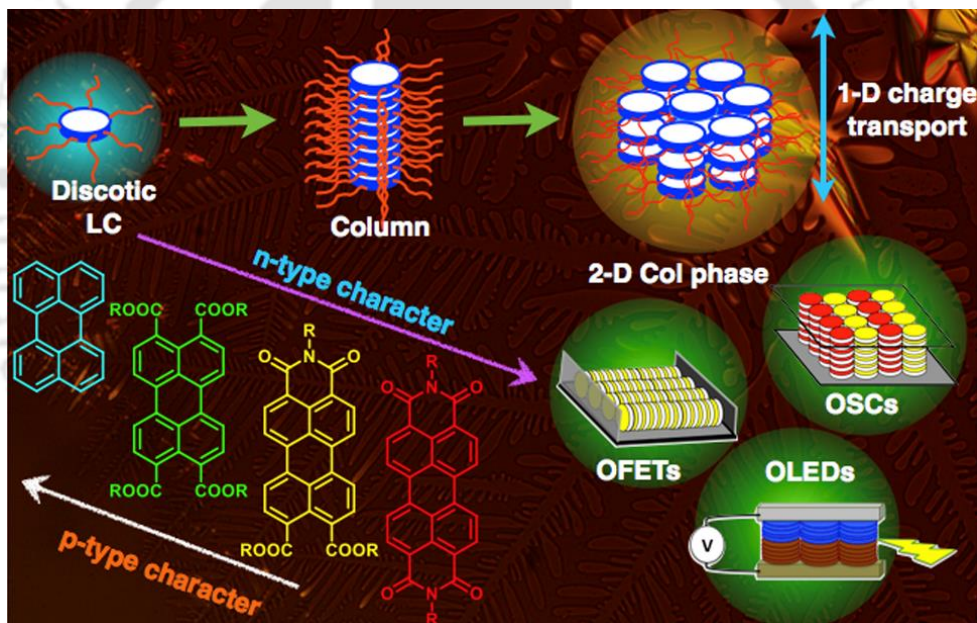 Discotic
LC
Column
1-D charge
transport
2-D Col phase
n-type character
OSCs
OFETs
OLEDs
V
p-type character
ROOC
COOR
ROOC
COOR
R
O
N
O
ROOC
COOR
R
O
N
O
O
N
O
R